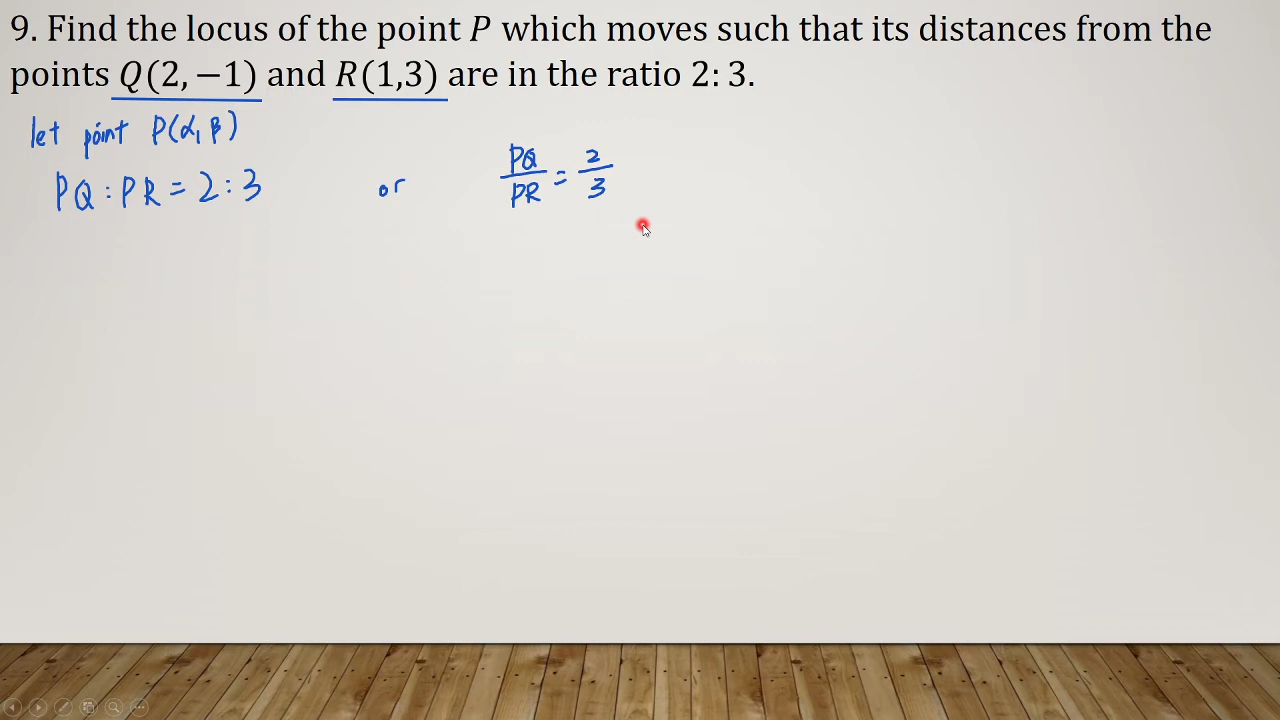 9. Find the locus of the point P which moves such that its distances from the
points Q(2, −1) and R(1,3) are in the ratio 2: 3.
let point P(α, β)
PQ : PR = 2 : 3 or PQ/PR = 2/3